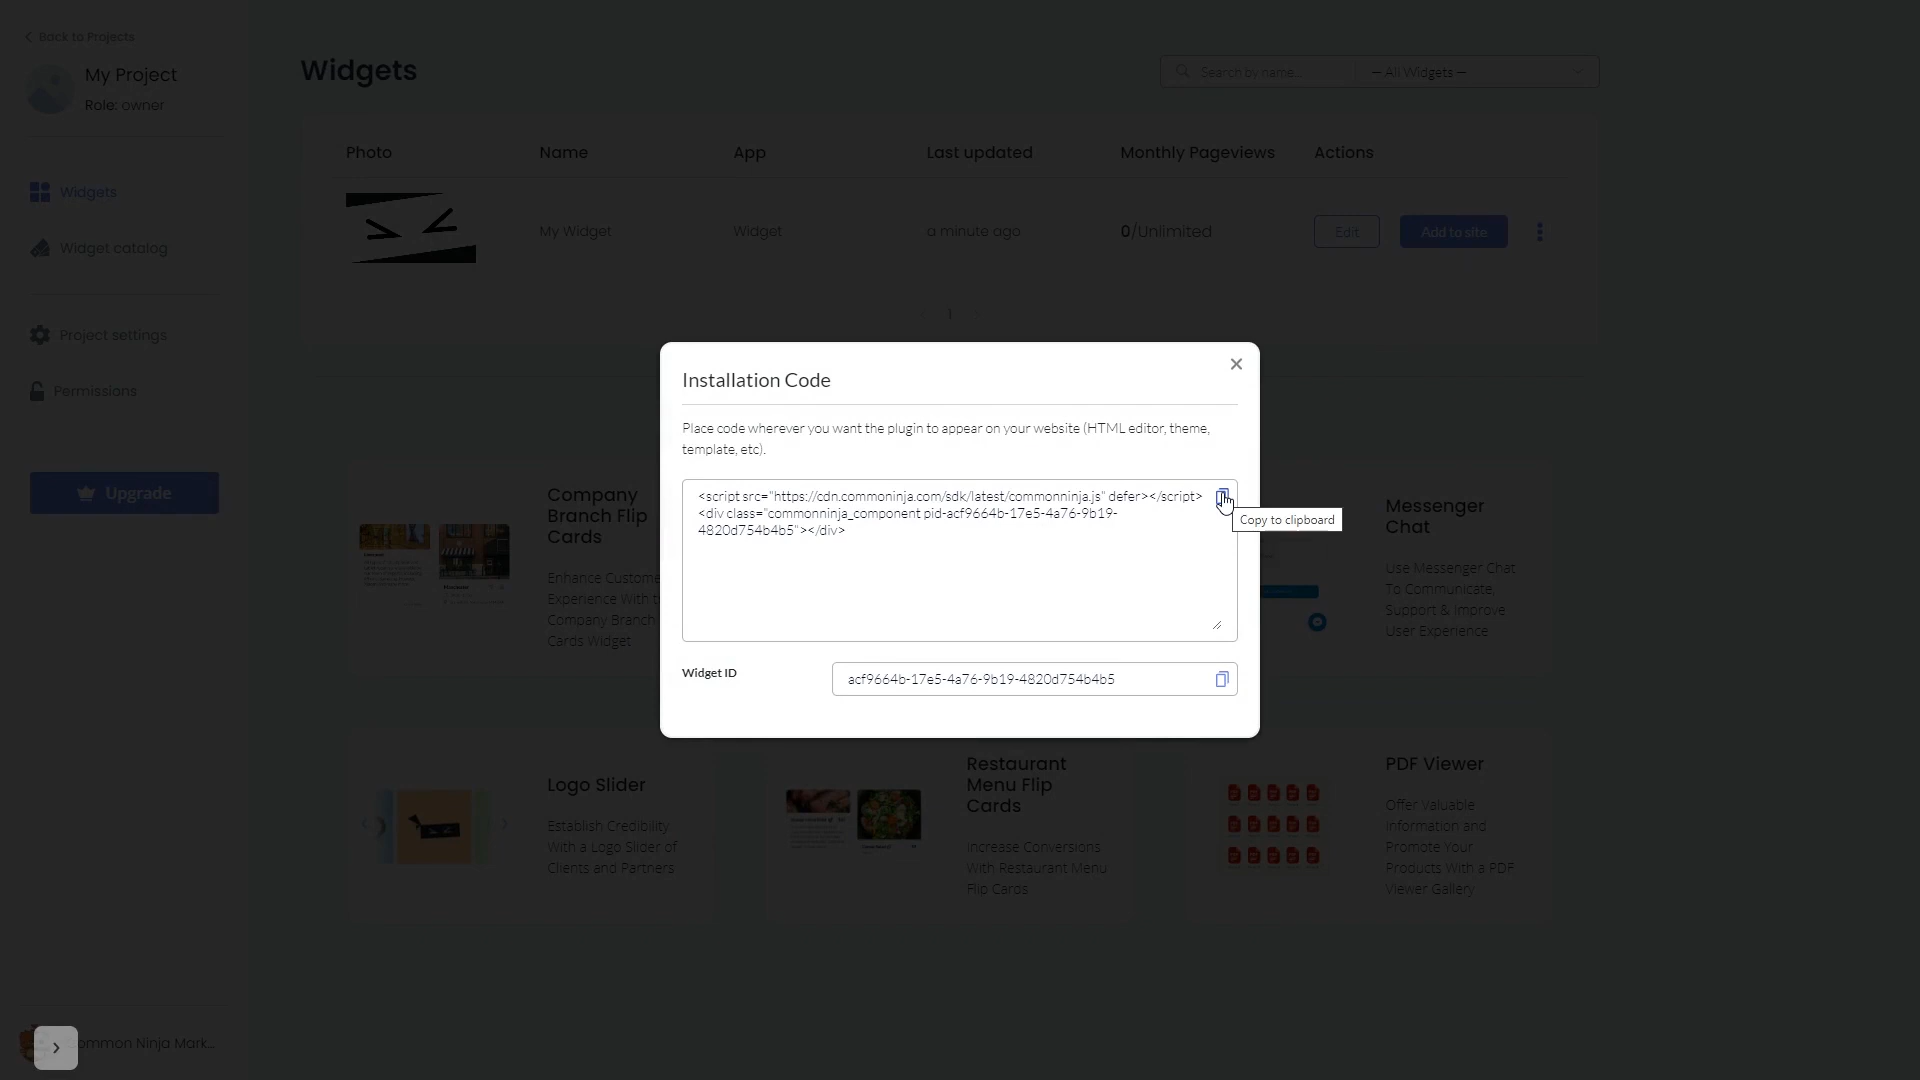 Back to Projects
My Project
Role: owner
Widgets
Widget catalog
Project settings
Permissions
Upgrade
Widgets
Search by name...
— All Widgets —
Photo
Name
App
Last updated
Monthly Pageviews
Actions
My Widget
Widget
a minute ago
0/Unlimited
Edit
Add to site
1
Installation Code
Place code wherever you want the plugin to appear on your website (HTML editor, theme,
template, etc).
<script src="https://cdn.commoninja.com/sdk/latest/commonninja.js" defer></script>
<div class="commonninja_component pid-acf9664b-17e5-4a76-9b19-
4820d754b4b5"></div>
Copy to clipboard
Widget ID
acf9664b-17e5-4a76-9b19-4820d754b4b5
Company
Branch Flip
Cards
Enhance Custome
Experience With
Company Branch
Cards Widget
Messenger
Chat
Use Messenger Chat
To Communicate,
Support & Improve
User Experience
Logo Slider
Establish Credibility
With a Logo Slider of
Clients and Partners
Restaurant
Menu Flip
Cards
Increase Conversions
With Restaurant Menu
Flip Cards
PDF Viewer
Offer Valuable
Information and
Promote Your
Products With a PDF
Viewer Gallery
ommon Ninja Mark...